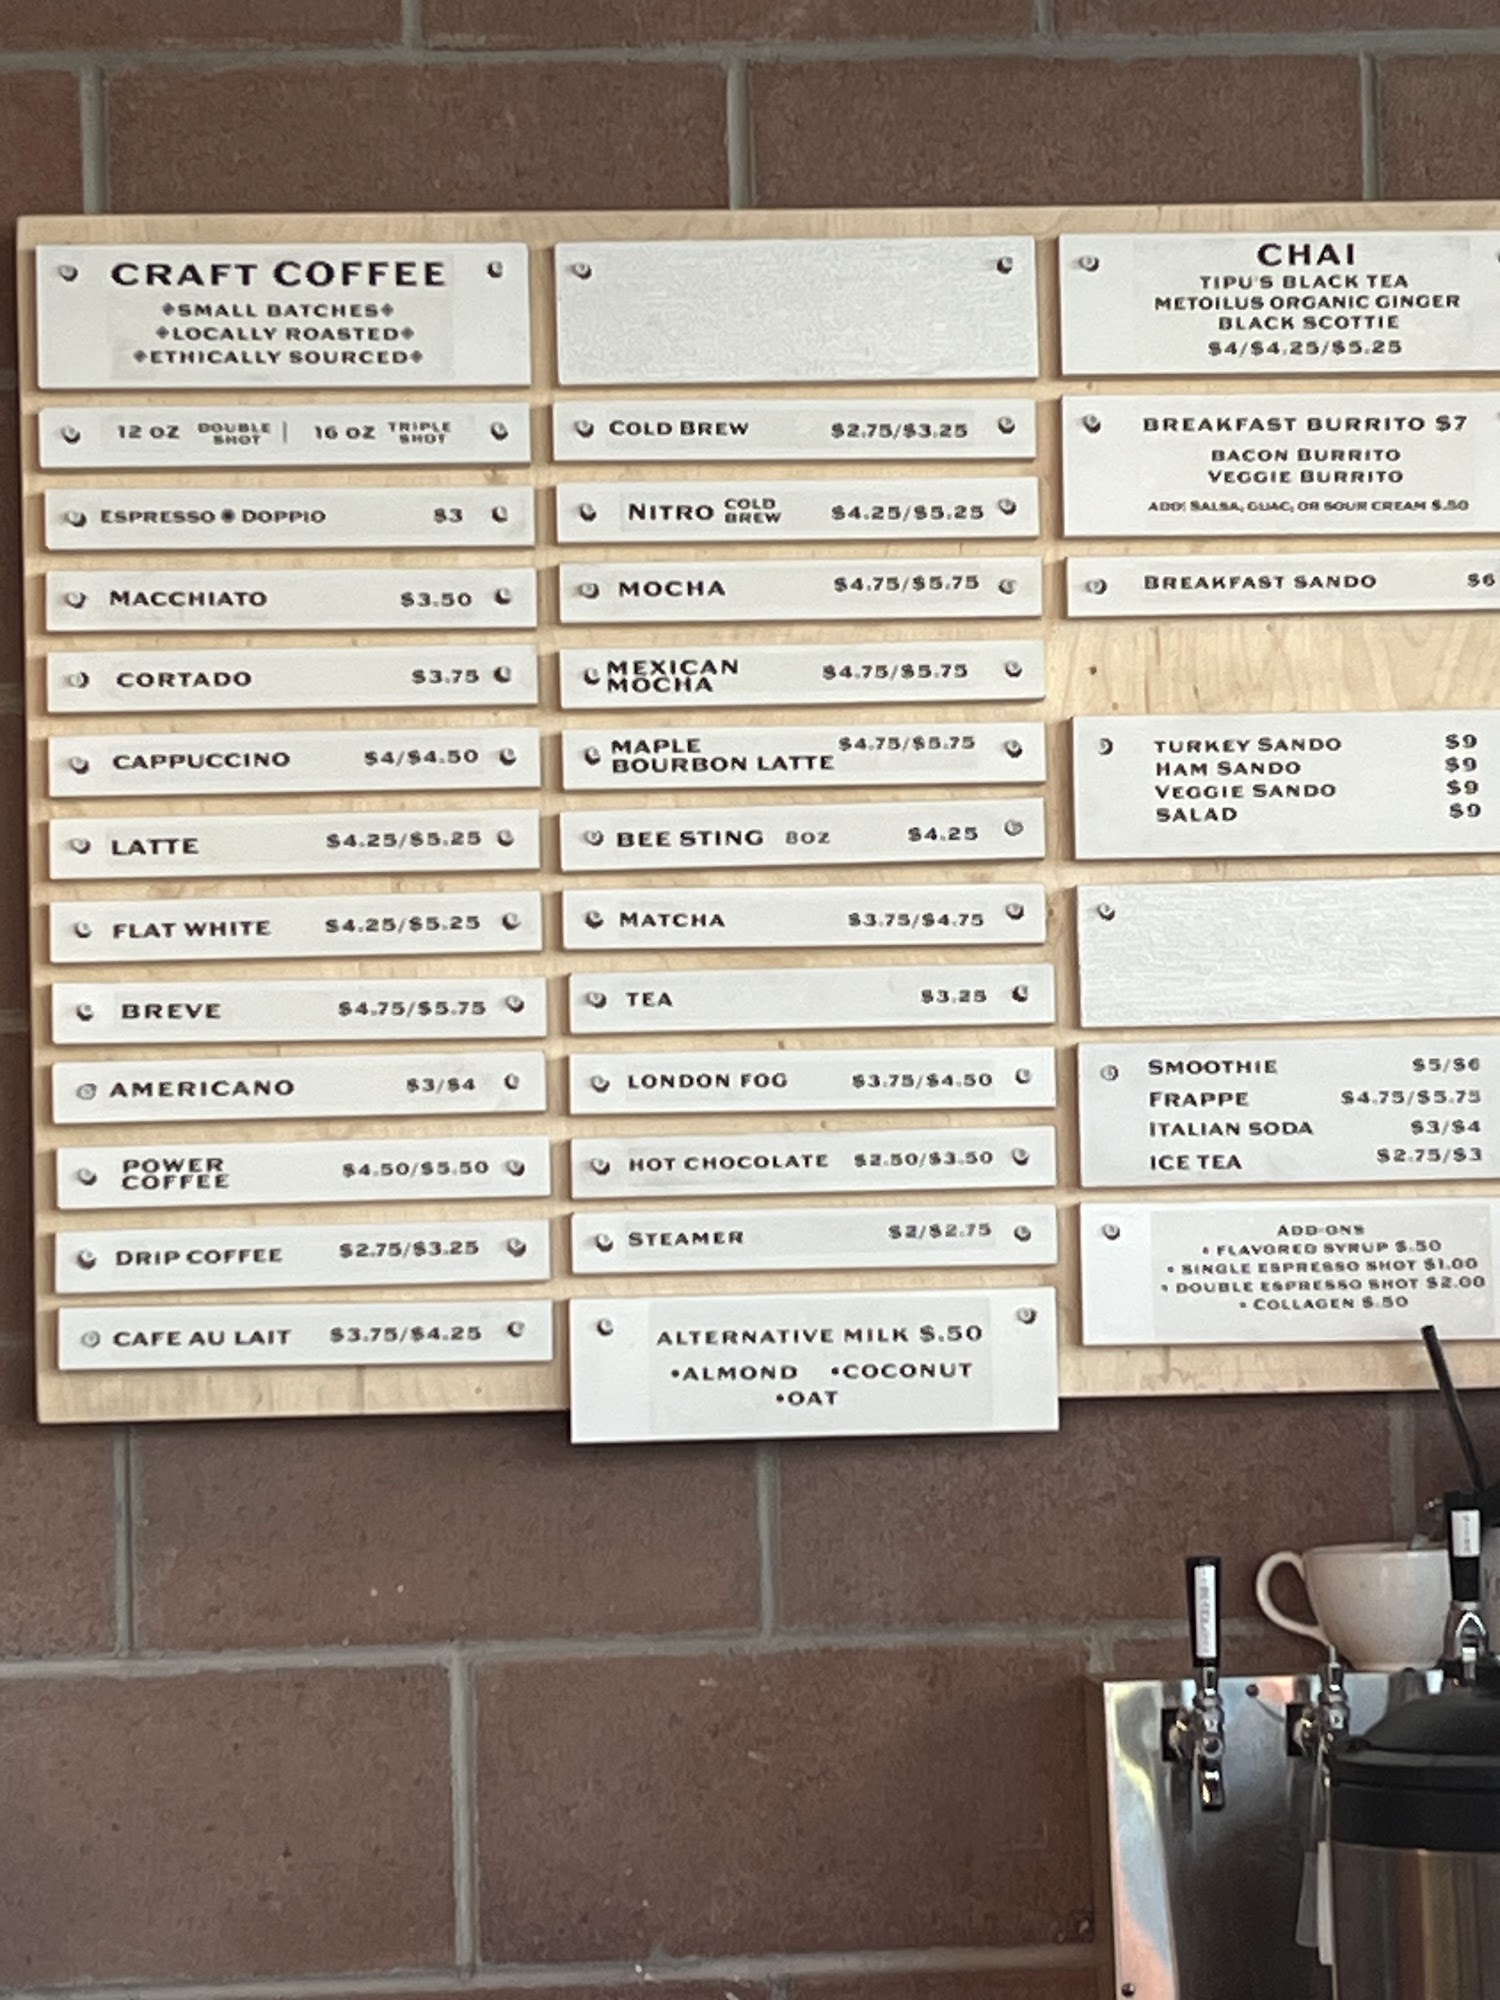 CRAFT COFFEE
◆SMALL BATCHES◆
◆LOCALLY ROASTED◆
◆ETHICALLY SOURCED◆
12 OZ DOUBLE SHOT | 16 OZ TRIPLE SHOT
ESPRESSO ◆ DOPPIO $3
MACCHIATO $3.50
CORTADO $3.75
CAPPUCCINO $4/$4.50
LATTE $4.25/$5.25
FLAT WHITE $4.25/$5.25
BREVE $4.75/$5.75
AMERICANO $3/$4
POWER COFFEE $4.50/$5.50
DRIP COFFEE $2.75/$3.25
CAFE AU LAIT $3.75/$4.25
COLD BREW $2.75/$3.25
NITRO COLD BREW $4.25/$5.25
MOCHA $4.75/$5.75
MEXICAN MOCHA $4.75/$5.75
MAPLE BOURBON LATTE $4.75/$5.75
BEE STING 8OZ $4.25
MATCHA $3.75/$4.75
TEA $3.25
LONDON FOG $3.75/$4.50
HOT CHOCOLATE $2.50/$3.50
STEAMER $2/$2.75
ALTERNATIVE MILK $.50
•ALMOND •COCONUT
•OAT
CHAI
TIPU'S BLACK TEA
METOILUS ORGANIC GINGER
BLACK SCOTTIE
$4/$4.25/$5.25
BREAKFAST BURRITO $7
BACON BURRITO
VEGGIE BURRITO
ADD: SALSA, GUAC, OR SOUR CREAM $.50
BREAKFAST SANDO $6
TURKEY SANDO $9
HAM SANDO $9
VEGGIE SANDO $9
SALAD $9
SMOOTHIE $5/$6
FRAPPE $4.75/$5.75
ITALIAN SODA $3/$4
ICE TEA $2.75/$3
ADD-ONS
• FLAVORED SYRUP $.50
• SINGLE ESPRESSO SHOT $1.00
• DOUBLE ESPRESSO SHOT $2.00
• COLLAGEN $.50